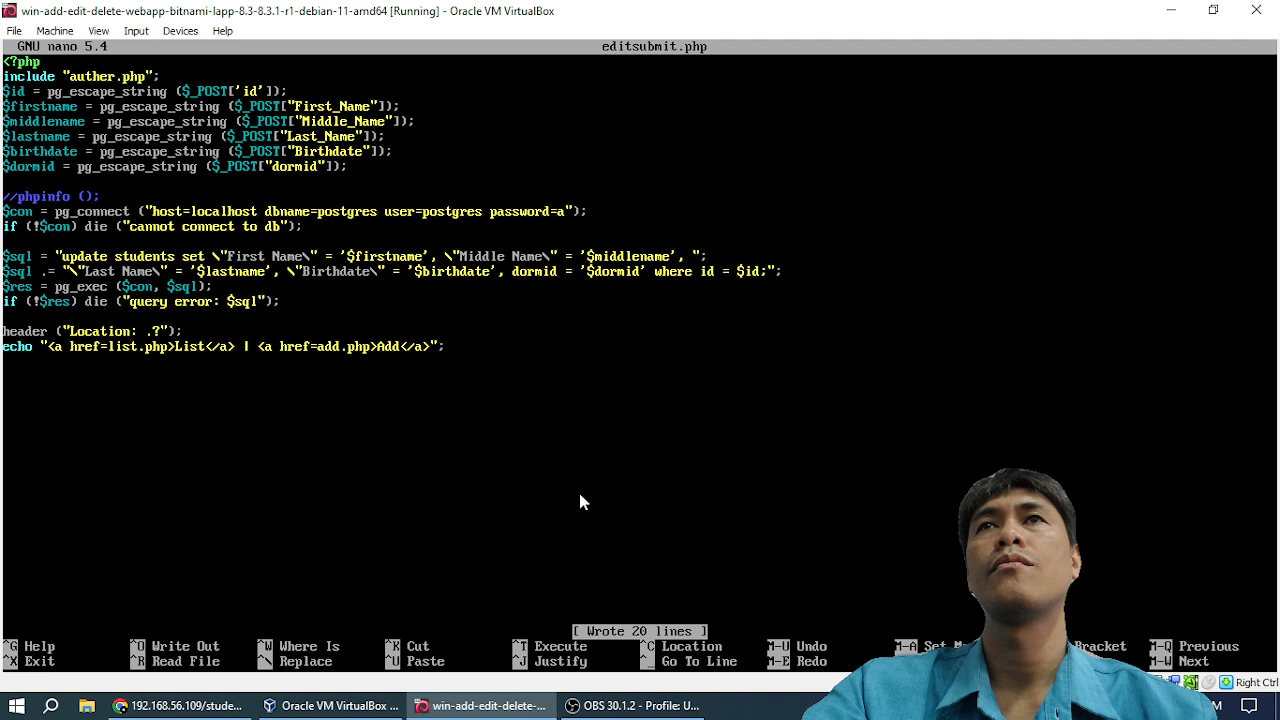 win-add-edit-delete-webapp-bitnami-lapp-8.3-8.3.1-r1-debian-11-amd64 [Running] - Oracle VM VirtualBox
File Machine View Input Devices Help
GNU nano 5.4 editsubmit.php
<?php
include "auther.php";
$id = pg_escape_string ($_POST['id']);
$firstname = pg_escape_string ($_POST["First_Name"]);
$middlename = pg_escape_string ($_POST["Middle_Name"]);
$lastname = pg_escape_string ($_POST["Last_Name"]);
$birthdate = pg_escape_string ($_POST["Birthdate"]);
$dormid = pg_escape_string ($_POST["dormid"]);
//phpinfo ();
$con = pg_connect ("host=localhost dbname=postgres user=postgres password=a");
if (!$con) die ("cannot connect to db");
$sql = "update students set \"First Name\" = '$firstname', \"Middle Name\" = '$middlename', ";
$sql .= "\"Last Name\" = '$lastname', \"Birthdate\" = '$birthdate', dormid = '$dormid' where id = $id;";
$res = pg_exec ($con, $sql);
if (!$res) die ("query error: $sql");
header ("Location: .?");
echo "<a href=list.php>List</a> | <a href=add.php>Add</a>";
[ Wrote 20 lines ]
^G Help ^O Write Out ^W Where Is ^K Cut ^T Execute ^C Location M-U Undo M-A Set Bracket M-Q Previous
^X Exit ^R Read File ^\ Replace ^U Paste ^J Justify ^_ Go To Line M-E Redo M-W Next
Right Ctrl
192.168.56.109/stude... Oracle VM VirtualBox ... win-add-edit-delete-... OBS 30.1.2 - Profile: U...